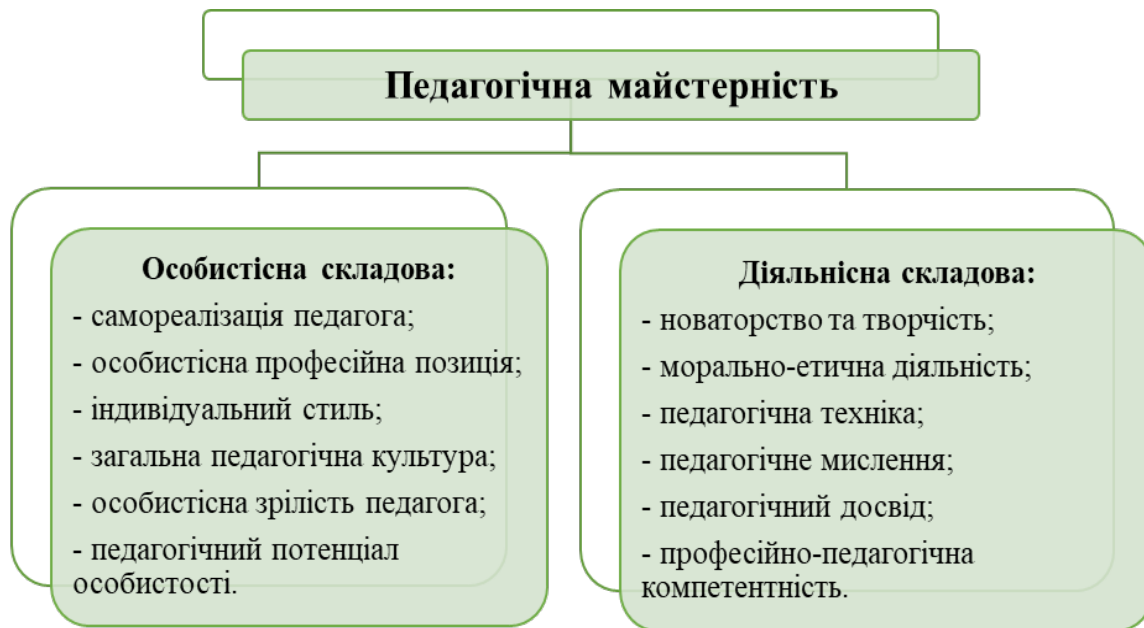 Педагогічна майстерність
Особистісна складова:
- самореалізація педагога;
- особистісна професійна позиція;
- індивідуальний стиль;
- загальна педагогічна культура;
- особистісна зрілість педагога;
- педагогічний потенціал
особистості.
Діяльнісна складова:
- новаторство та творчість;
- морально-етична діяльність;
- педагогічна техніка;
- педагогічне мислення;
- педагогічний досвід;
- професійно-педагогічна
компетентність.